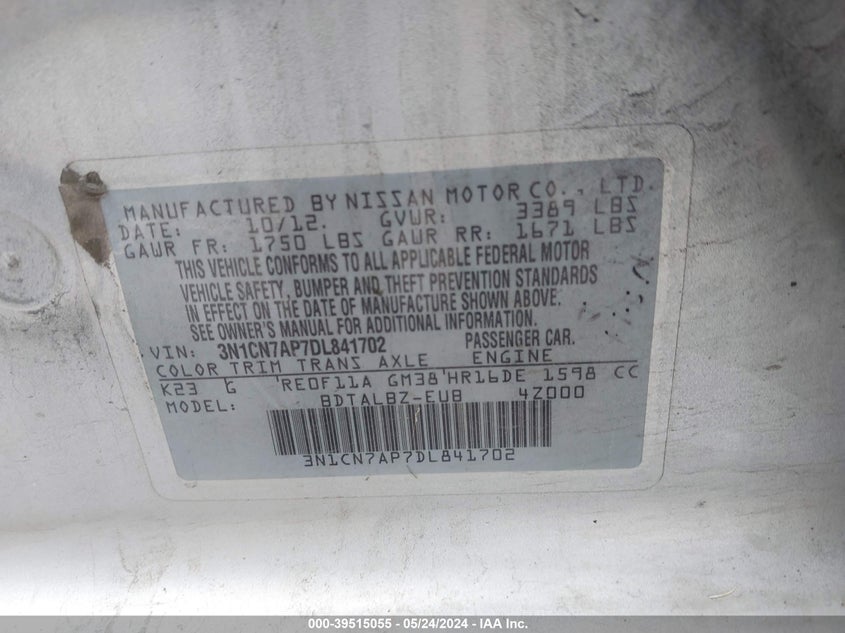 MANUFACTURED BY NISSAN MOTOR CO., LTD.
DATE: 10/12. GVWR: 3389 LBS
GAWR FR: 1750 LBS GAWR RR: 1671 LBS
THIS VEHICLE CONFORMS TO ALL APPLICABLE FEDERAL MOTOR
VEHICLE SAFETY, BUMPER AND THEFT PREVENTION STANDARDS
IN EFFECT ON THE DATE OF MANUFACTURE SHOWN ABOVE.
SEE OWNER'S MANUAL FOR ADDITIONAL INFORMATION.
VIN: 3N1CN7AP7DL841702 PASSENGER CAR.
COLOR TRIM TRANS AXLE ENGINE
K23 G RE0F11A GM38 HR16DE 1598 CC
MODEL: BDTALBZ-EUB 4Z000
3N1CN7AP7DL841702
000-39515055 - 05/24/2024 - IAA Inc.